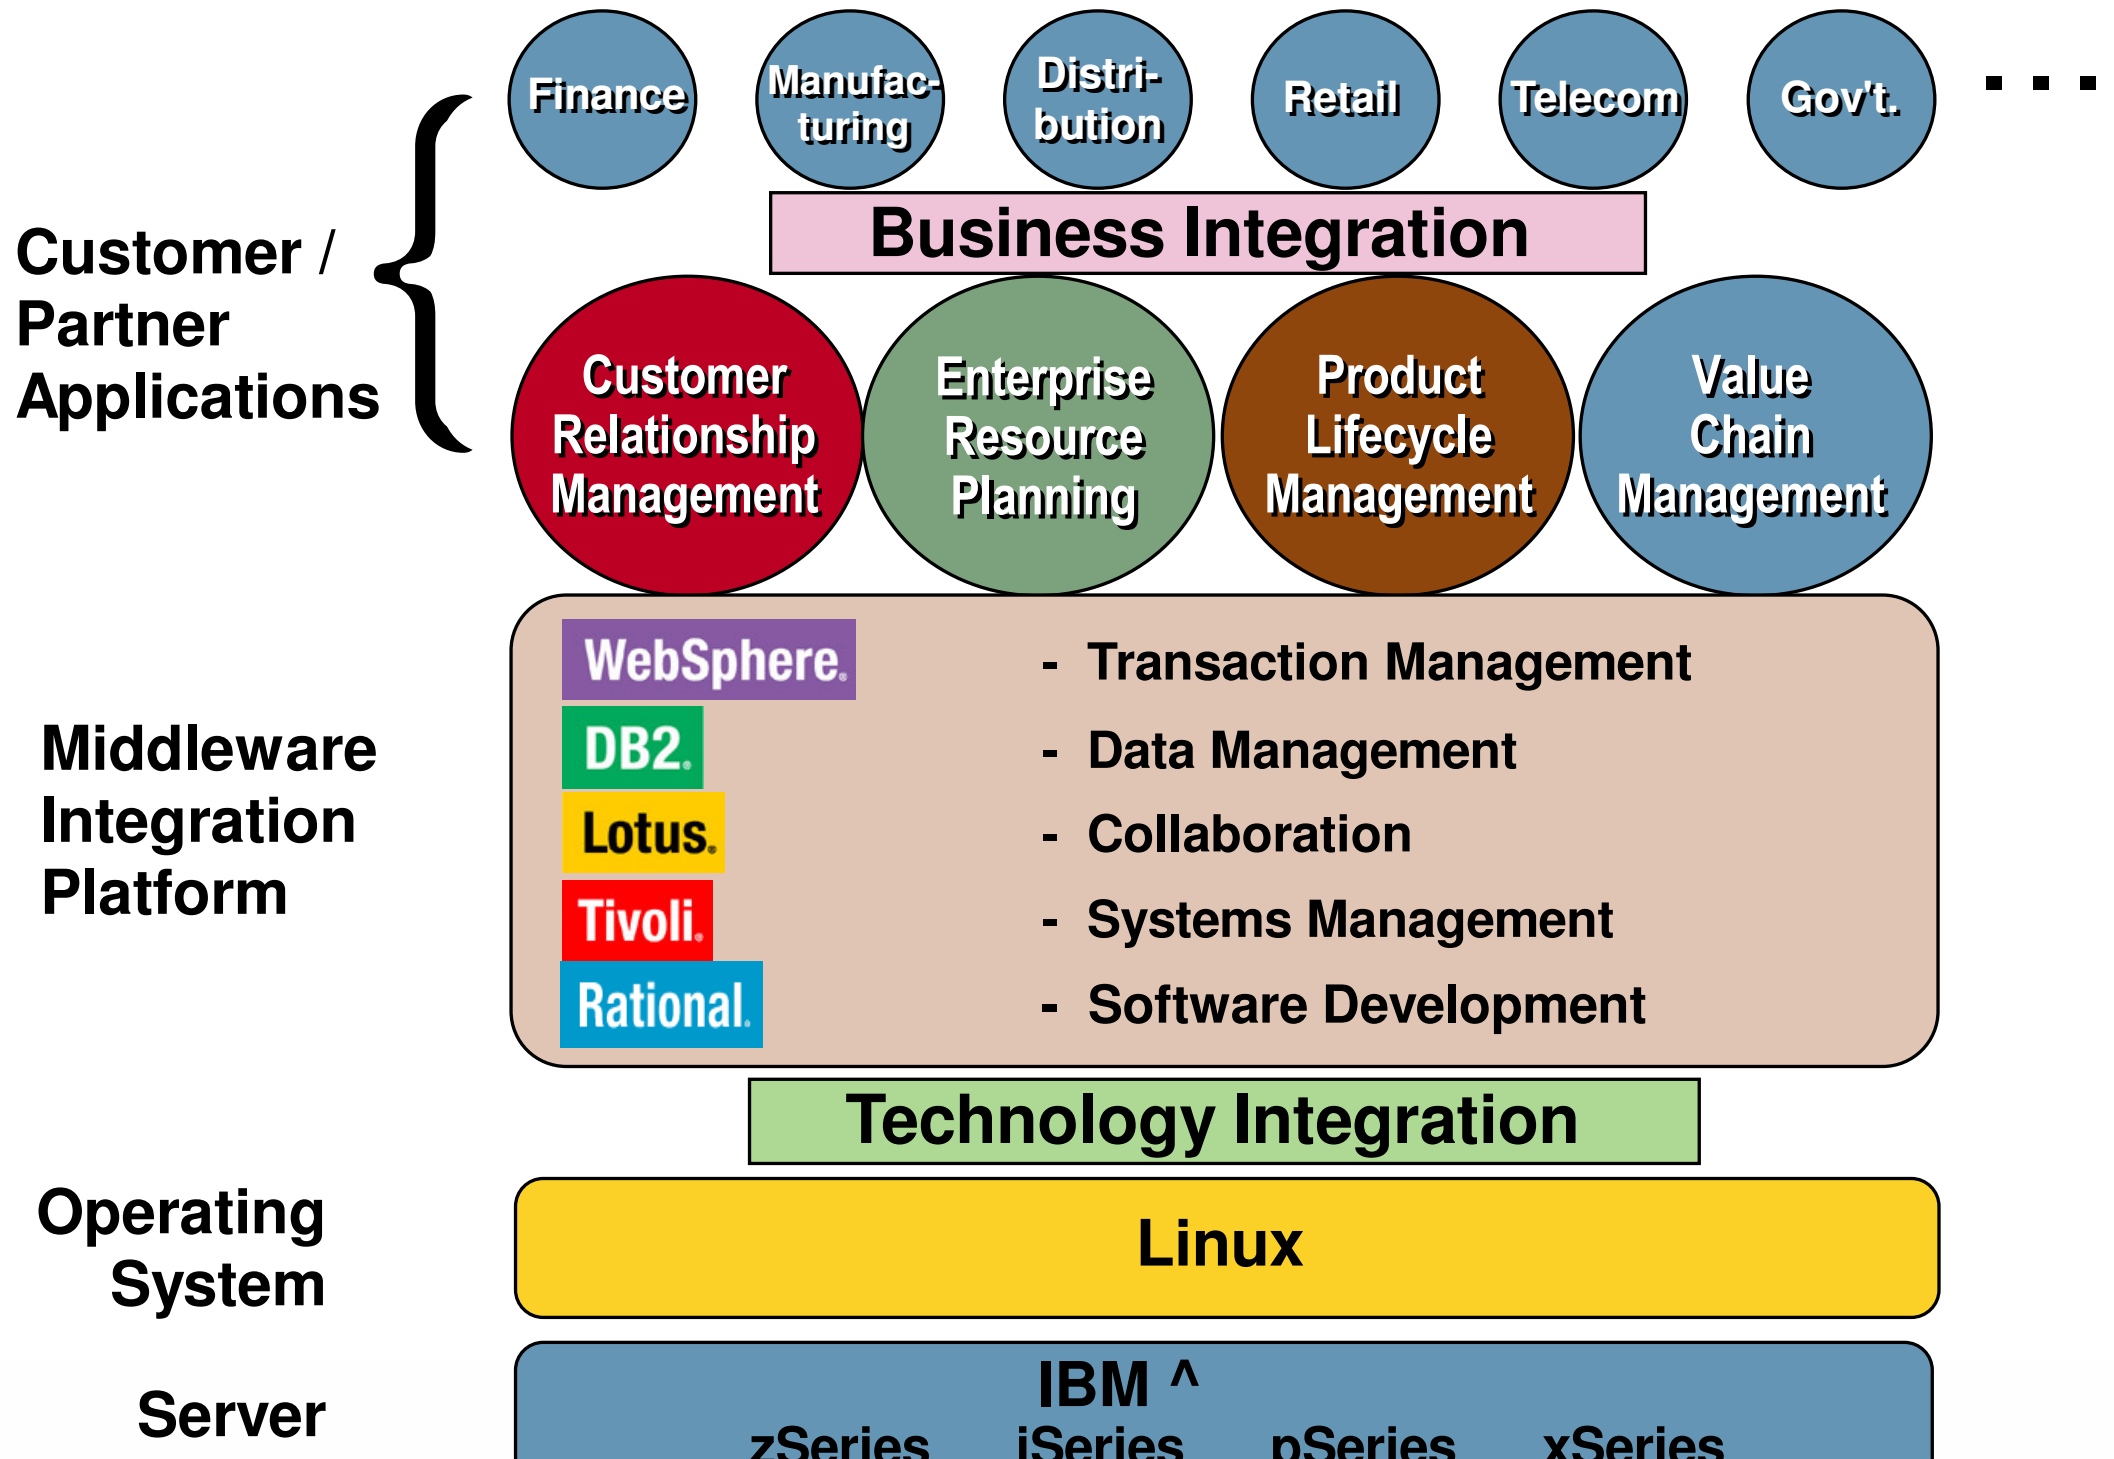 Finance
Manufac-
turing
Distri-
bution
Retail
Telecom
Gov't.
...
Business Integration
Customer /
Partner
Applications
Customer
Relationship
Management
Enterprise
Resource
Planning
Product
Lifecycle
Management
Value
Chain
Management
Middleware
Integration
Platform
WebSphere® - Transaction Management
DB2® - Data Management
Lotus® - Collaboration
Tivoli® - Systems Management
Rational® - Software Development
Technology Integration
Operating
System
Linux
Server
IBM ^
zSeries iSeries pSeries xSeries